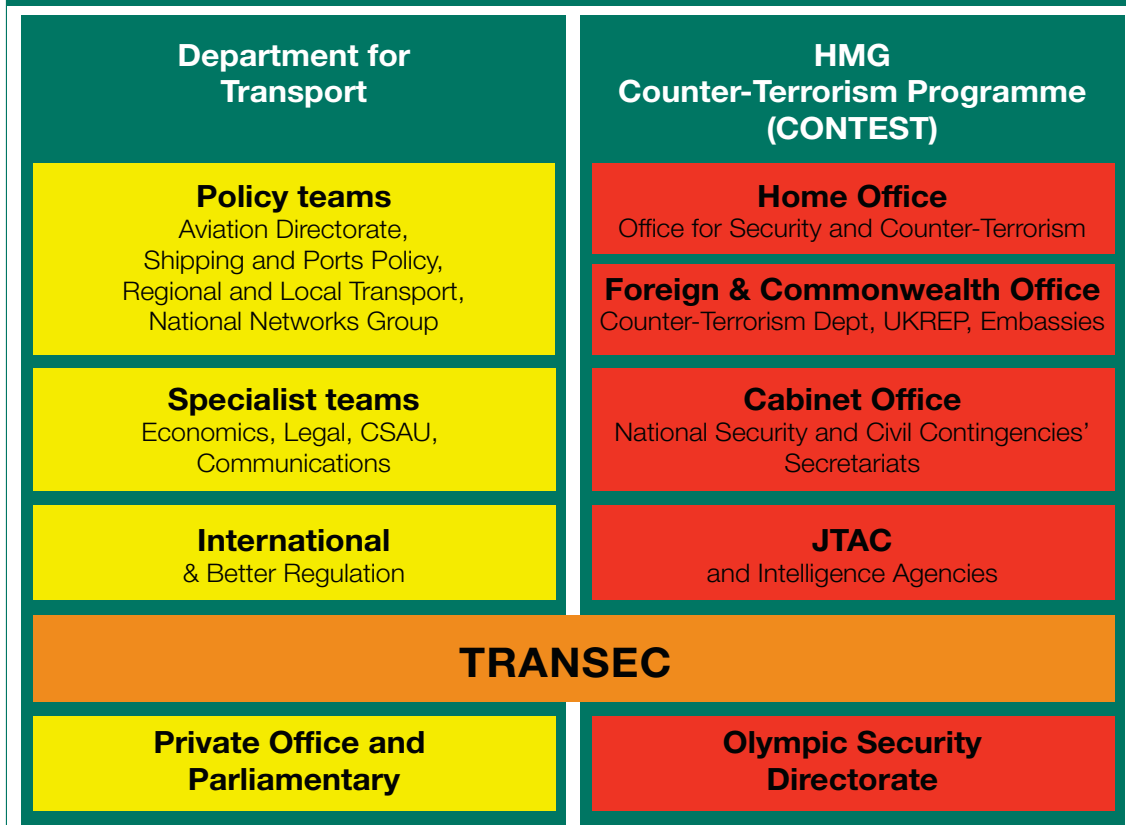 Department for
Transport
Policy teams
Aviation Directorate,
Shipping and Ports Policy,
Regional and Local Transport,
National Networks Group
Specialist teams
Economics, Legal, CSAU,
Communications
International
& Better Regulation
HMG
Counter-Terrorism Programme
(CONTEST)
Home Office
Office for Security and Counter-Terrorism
Foreign & Commonwealth Office
Counter-Terrorism Dept, UKREP, Embassies
Cabinet Office
National Security and Civil Contingencies’
Secretariats
JTAC
and Intelligence Agencies
TRANSEC
Private Office and
Parliamentary
Olympic Security
Directorate